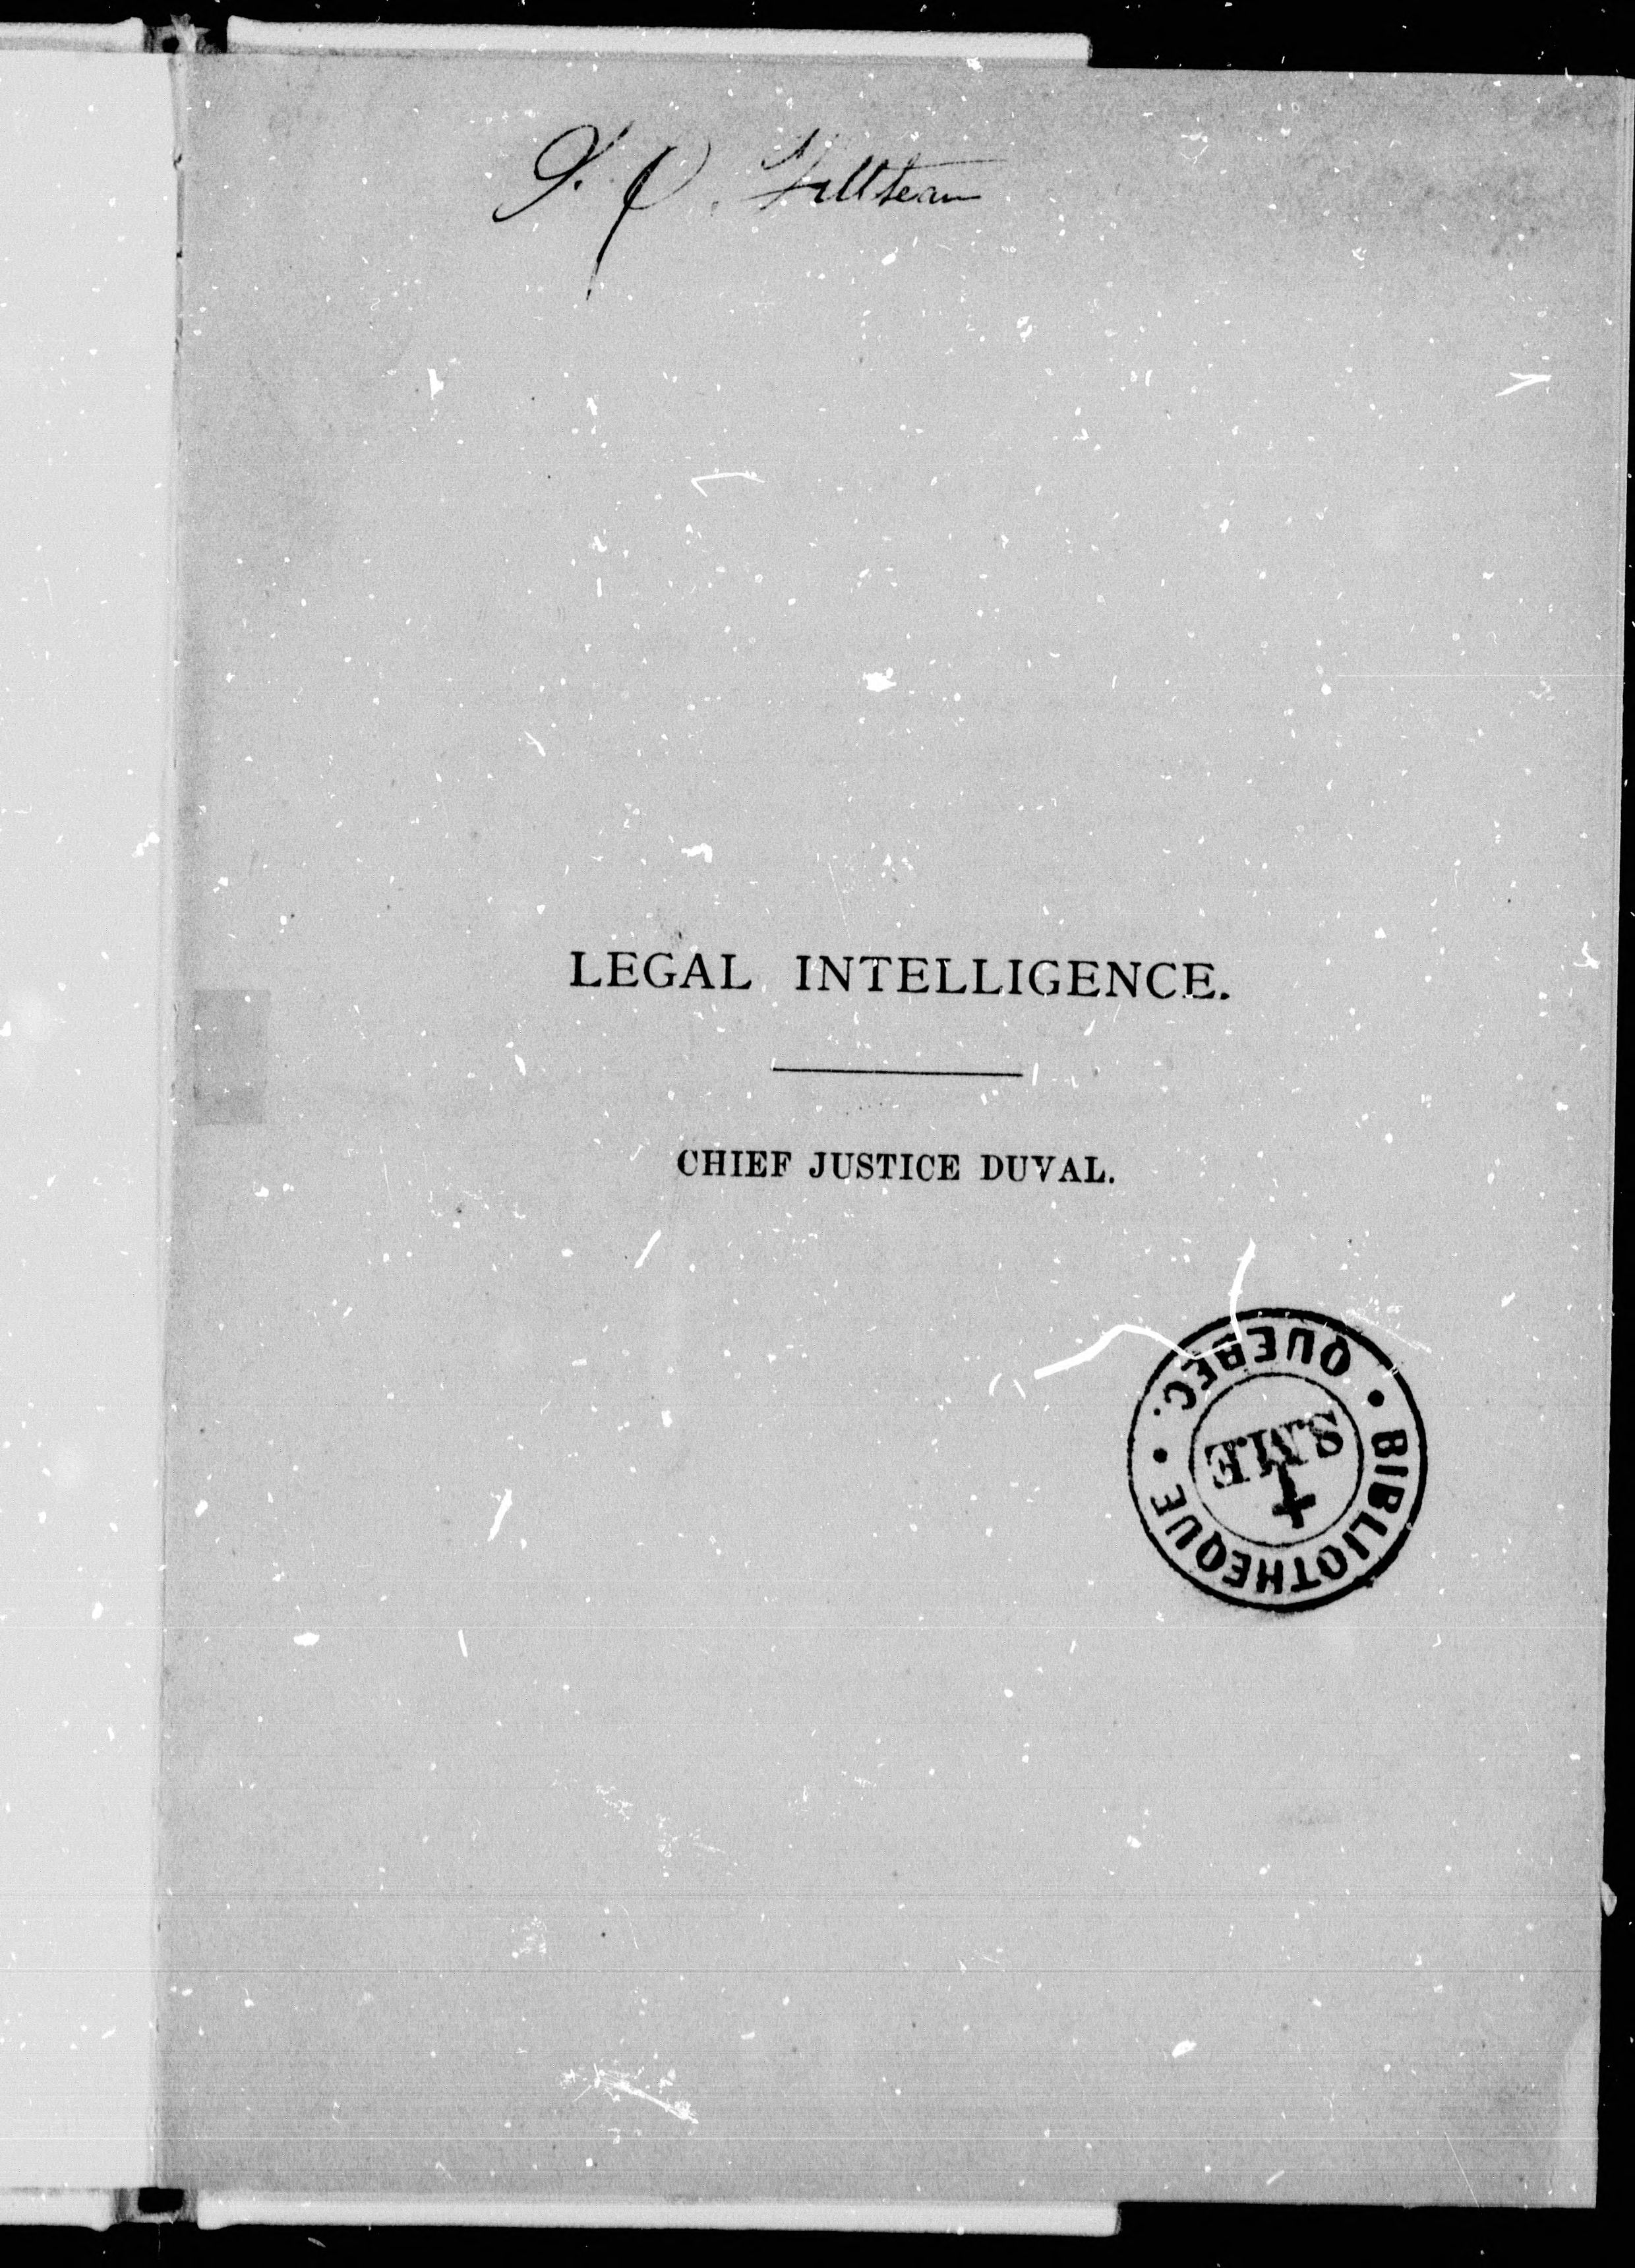 LEGAL INTELLIGENCE.
CHIEF JUSTICE DUVAL.
• BIBLIOTHEQUE •
QUEBEC.
S.M.E